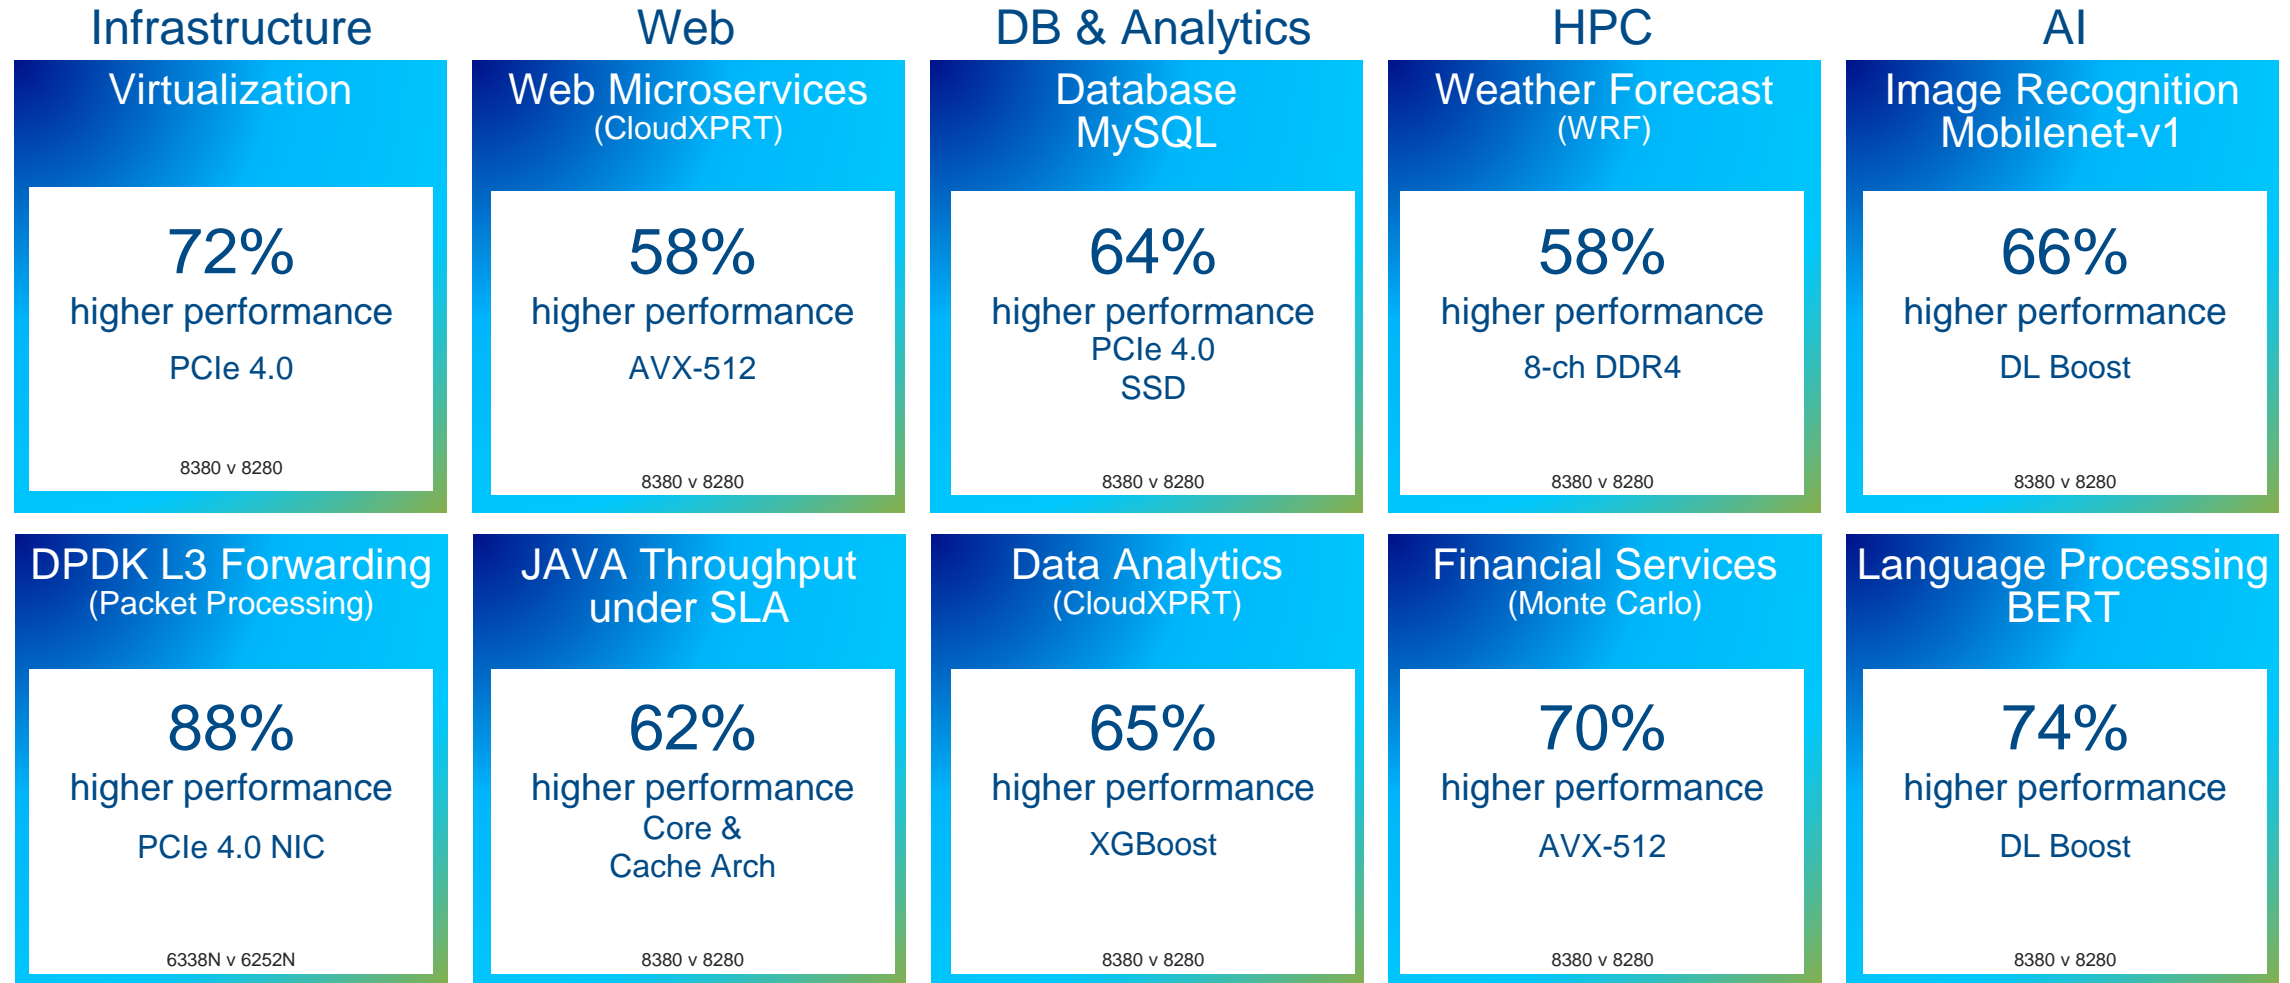 Infrastructure
Web
DB & Analytics
HPC
AI
Virtualization
72%
higher performance
PCIe 4.0
8380 v 8280
Web Microservices
(CloudXPRT)
58%
higher performance
AVX-512
8380 v 8280
Database
MySQL
64%
higher performance
PCIe 4.0
SSD
8380 v 8280
Weather Forecast
(WRF)
58%
higher performance
8-ch DDR4
8380 v 8280
Image Recognition
Mobilenet-v1
66%
higher performance
DL Boost
8380 v 8280
DPDK L3 Forwarding
(Packet Processing)
88%
higher performance
PCIe 4.0 NIC
6338N v 6252N
JAVA Throughput
under SLA
62%
higher performance
Core &
Cache Arch
8380 v 8280
Data Analytics
(CloudXPRT)
65%
higher performance
XGBoost
8380 v 8280
Financial Services
(Monte Carlo)
70%
higher performance
AVX-512
8380 v 8280
Language Processing
BERT
74%
higher performance
DL Boost
8380 v 8280